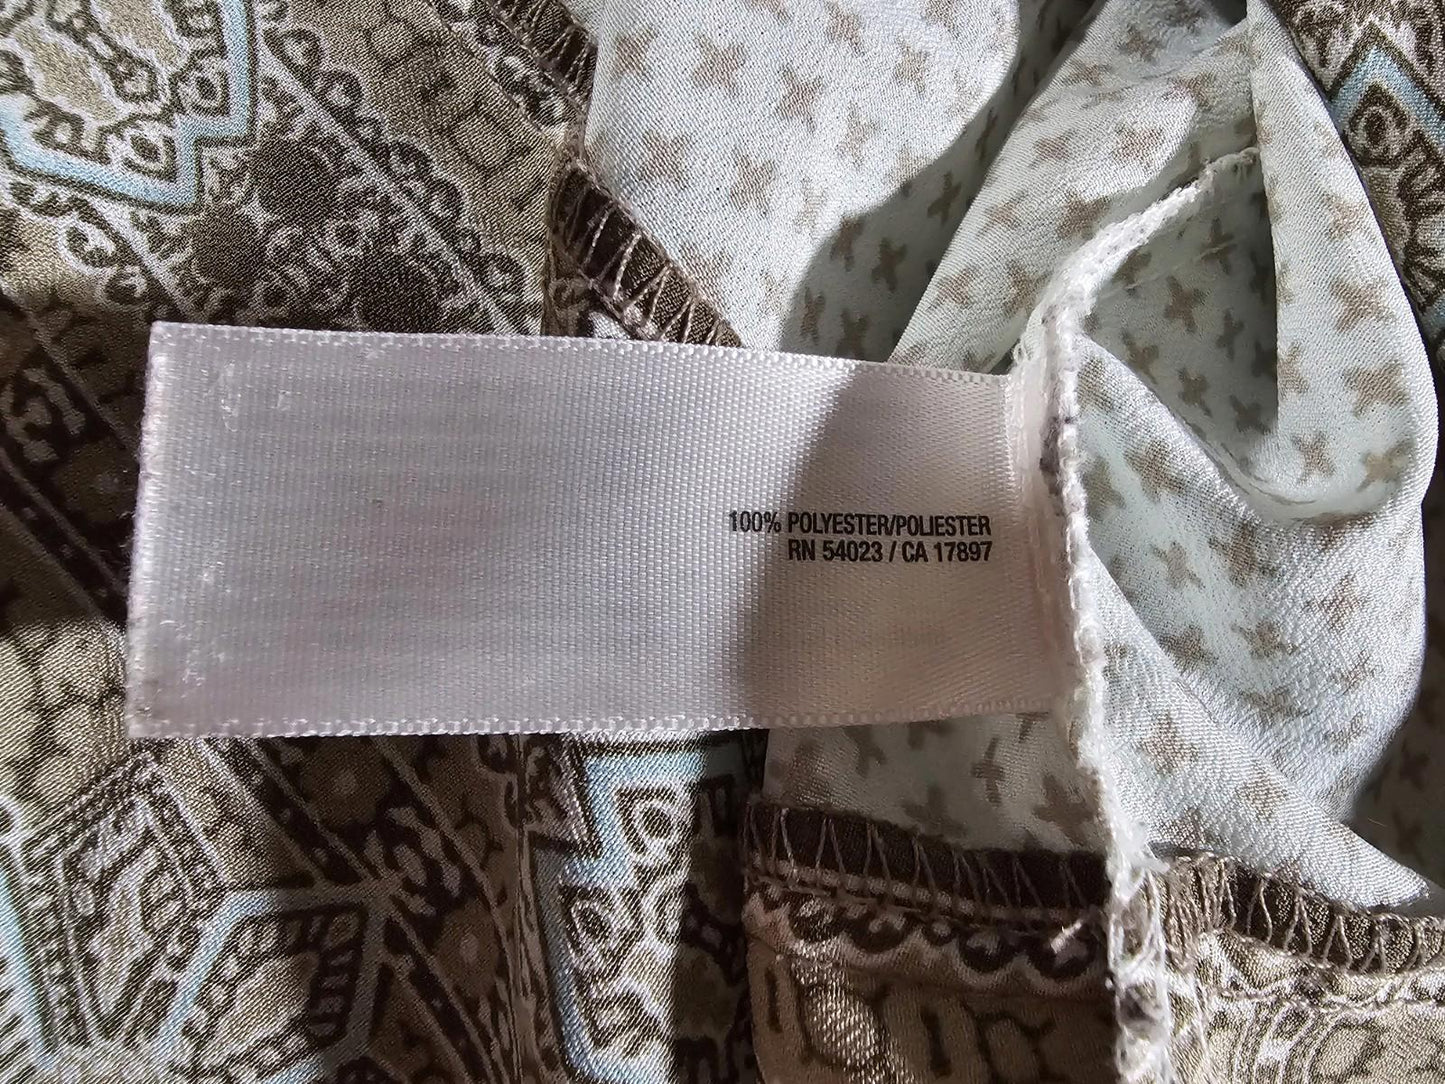 100% POLYESTER/POLIESTER
RN 54023 / CA 17897